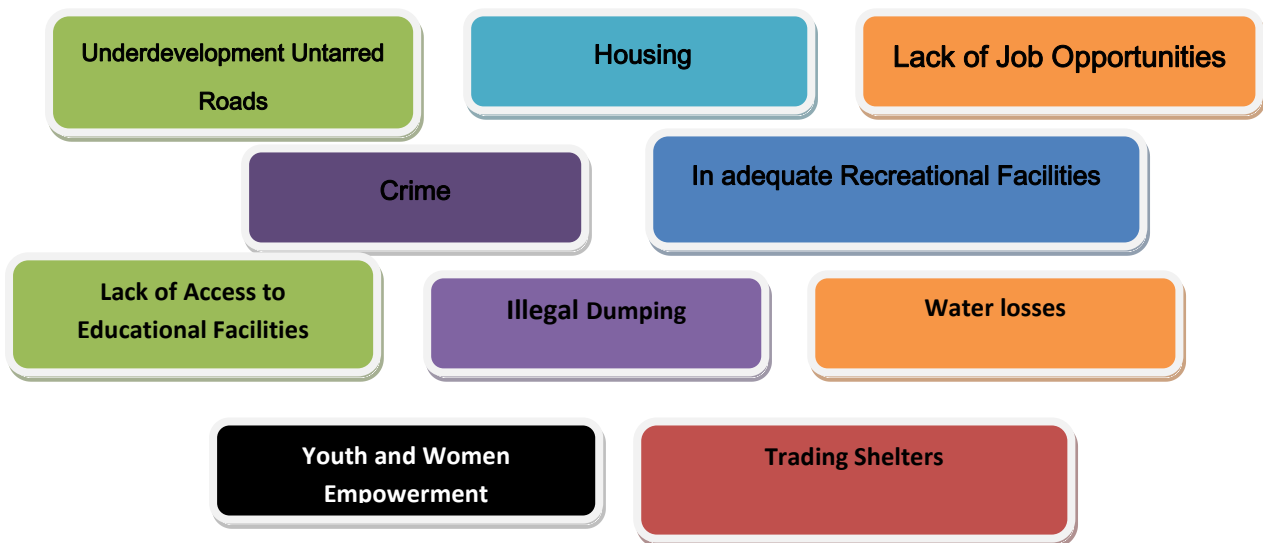 Underdevelopment Untarred
Roads
Housing
Lack of Job Opportunities
Crime
In adequate Recreational Facilities
Lack of Access to
Educational Facilities
Illegal Dumping
Water losses
Youth and Women
Empowerment
Trading Shelters